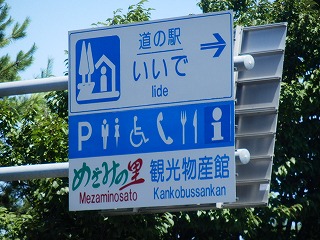 道の駅
いいで
Iide
P i
めざみの里 観光物産館
Mezaminosato Kankobussankan